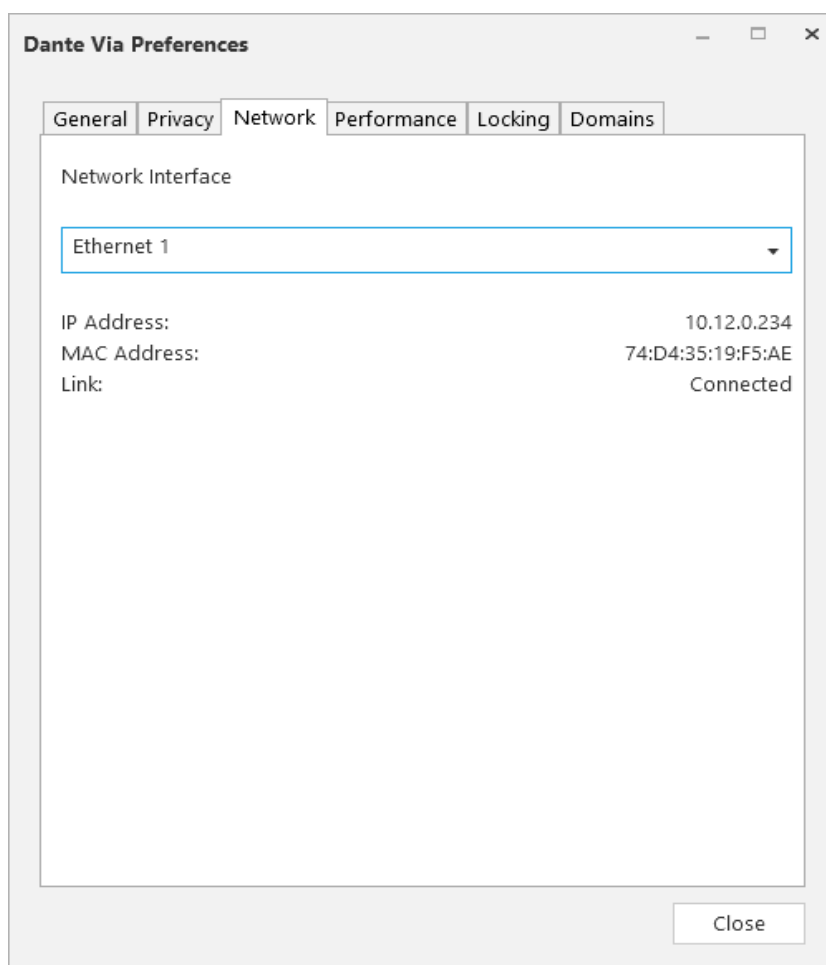 Dante Via Preferences
General Privacy Network Performance Locking Domains
Network Interface
Ethernet 1
IP Address: 10.12.0.234
MAC Address: 74:D4:35:19:F5:AE
Link: Connected
Close